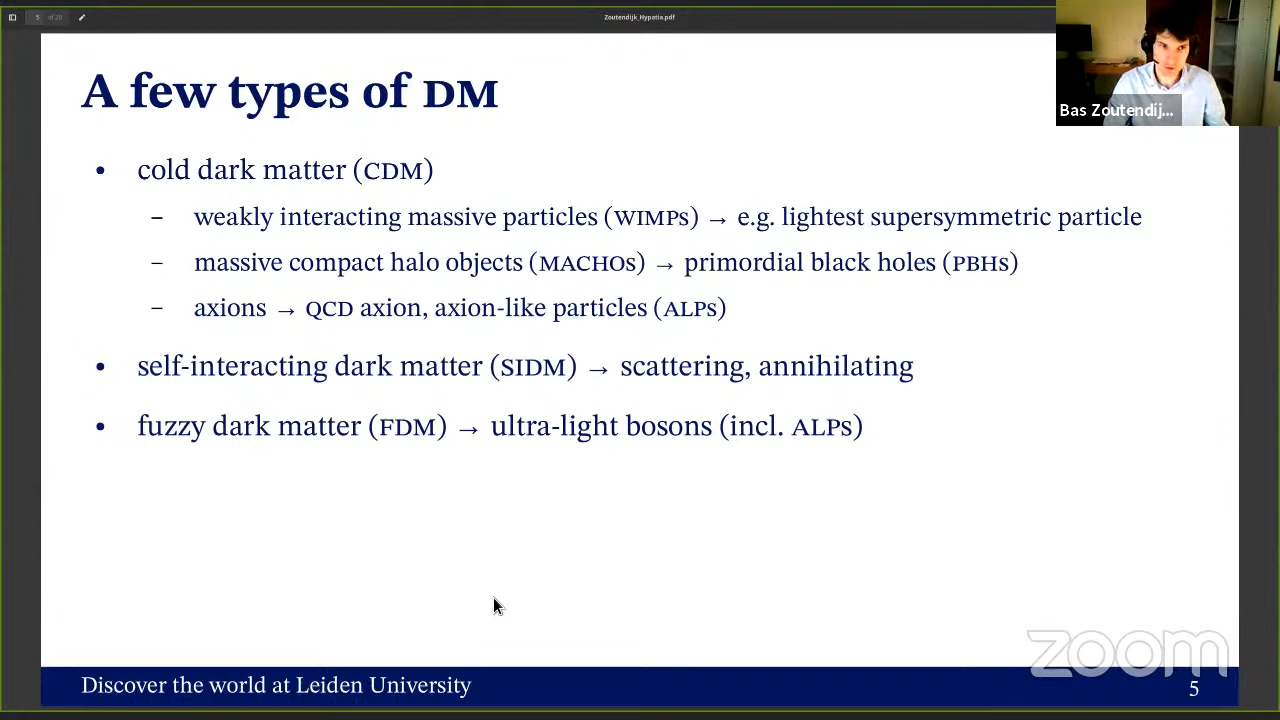 5 of 20
Zoutendijk_Hypatia.pdf
Bas Zoutendij...
A few types of DM
• cold dark matter (CDM)
– weakly interacting massive particles (WIMPs) → e.g. lightest supersymmetric particle
– massive compact halo objects (MACHOs) → primordial black holes (PBHs)
– axions → QCD axion, axion-like particles (ALPs)
• self-interacting dark matter (SIDM) → scattering, annihilating
• fuzzy dark matter (FDM) → ultra-light bosons (incl. ALPs)
zoom
Discover the world at Leiden University
5